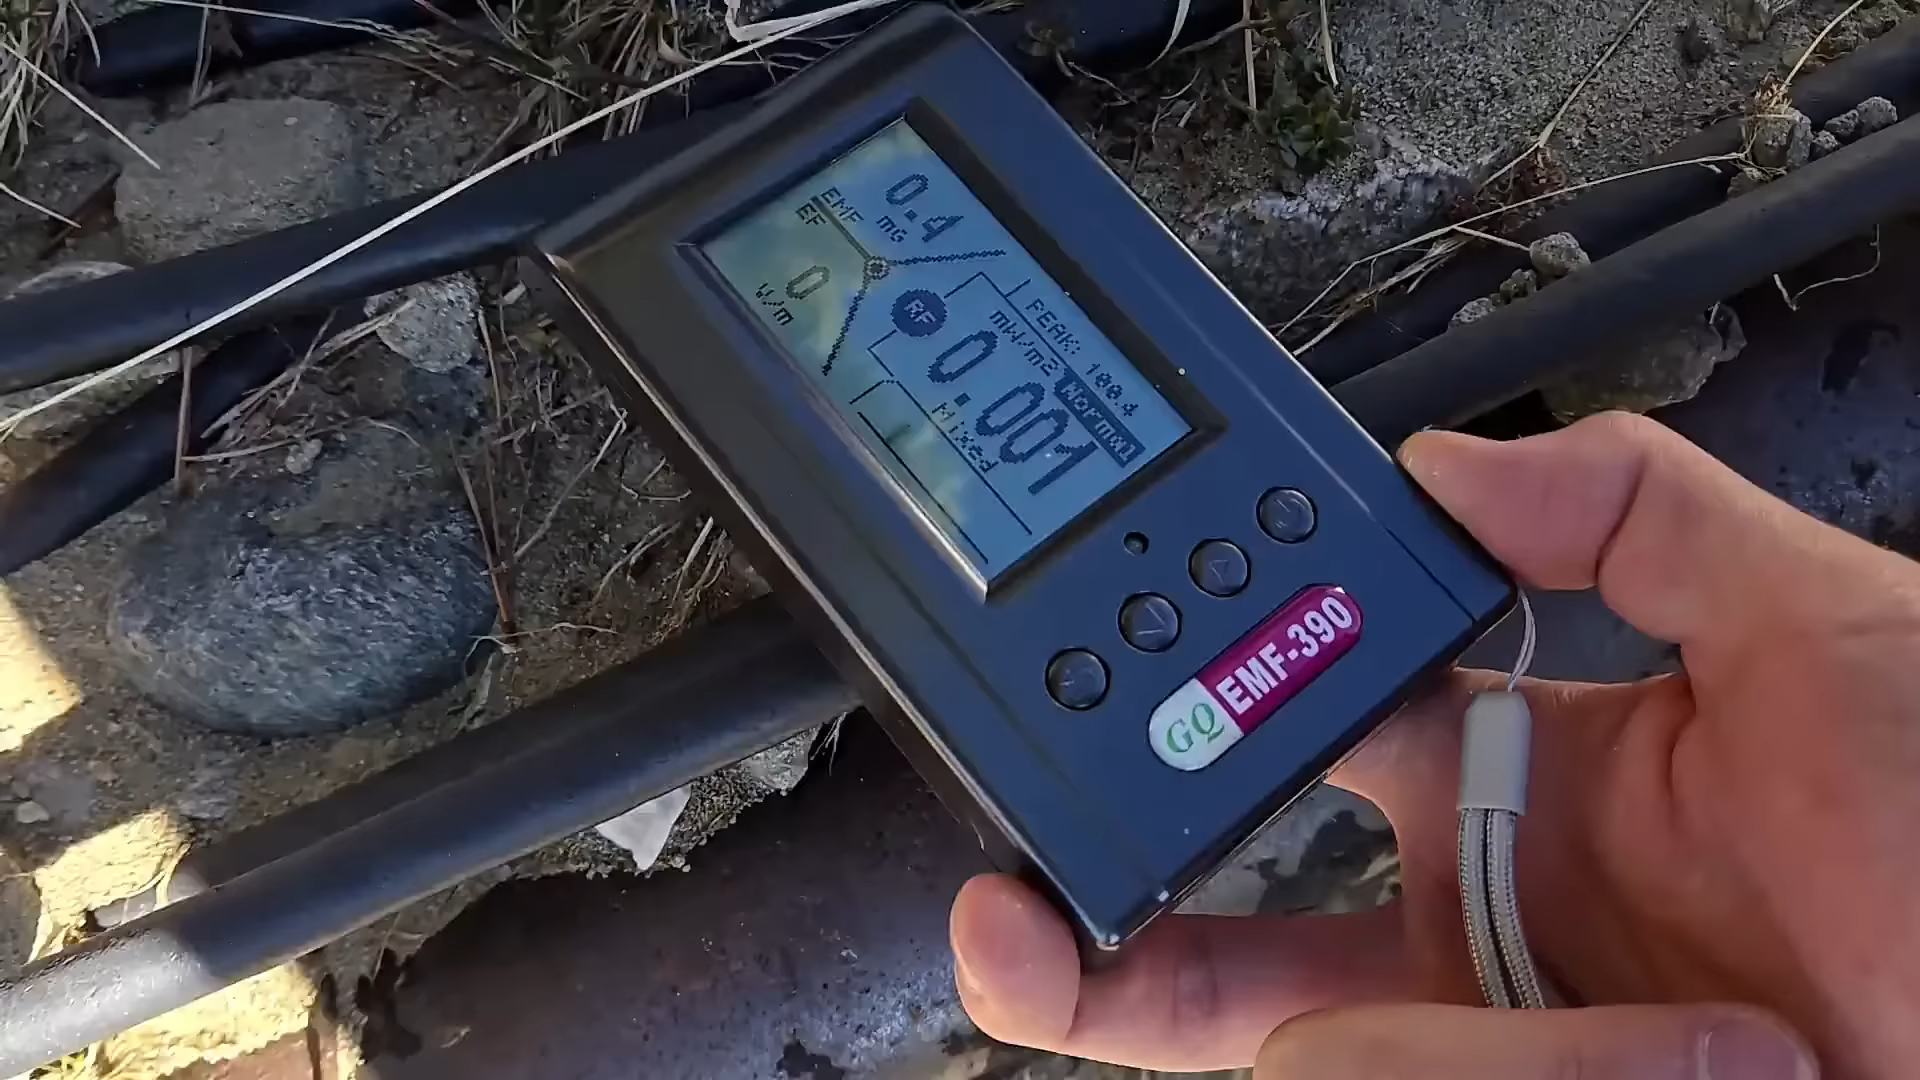 EMF
EF
0.4
mG
0
V/m
RF
PEAK: 100.4
mW/m2 Normal
0.001
Mixed
GQ EMF-390